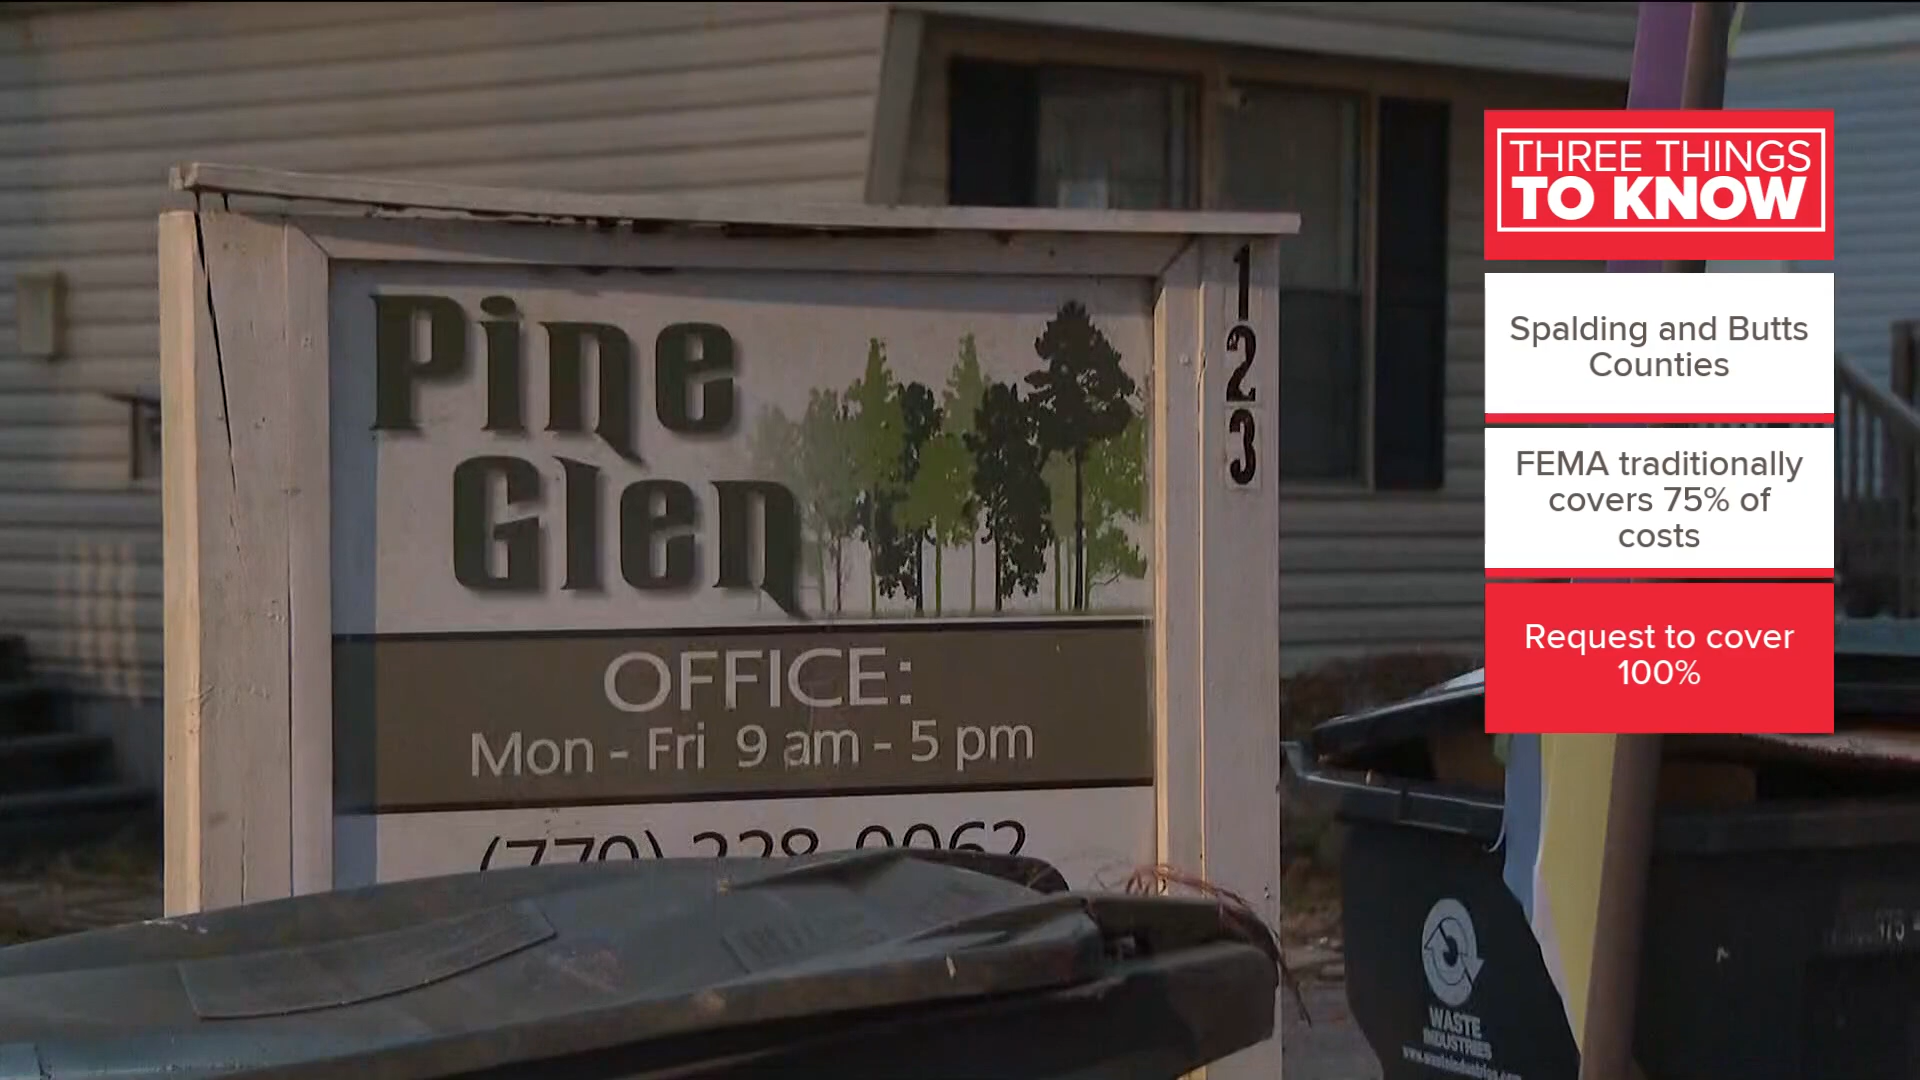 Pine
Glen
OFFICE:
Mon - Fri 9 am - 5 pm
1
2
3
THREE THINGS
TO KNOW
Spalding and Butts
Counties
FEMA traditionally
covers 75% of
costs
Request to cover
100%
WASTE
INDUSTRIES